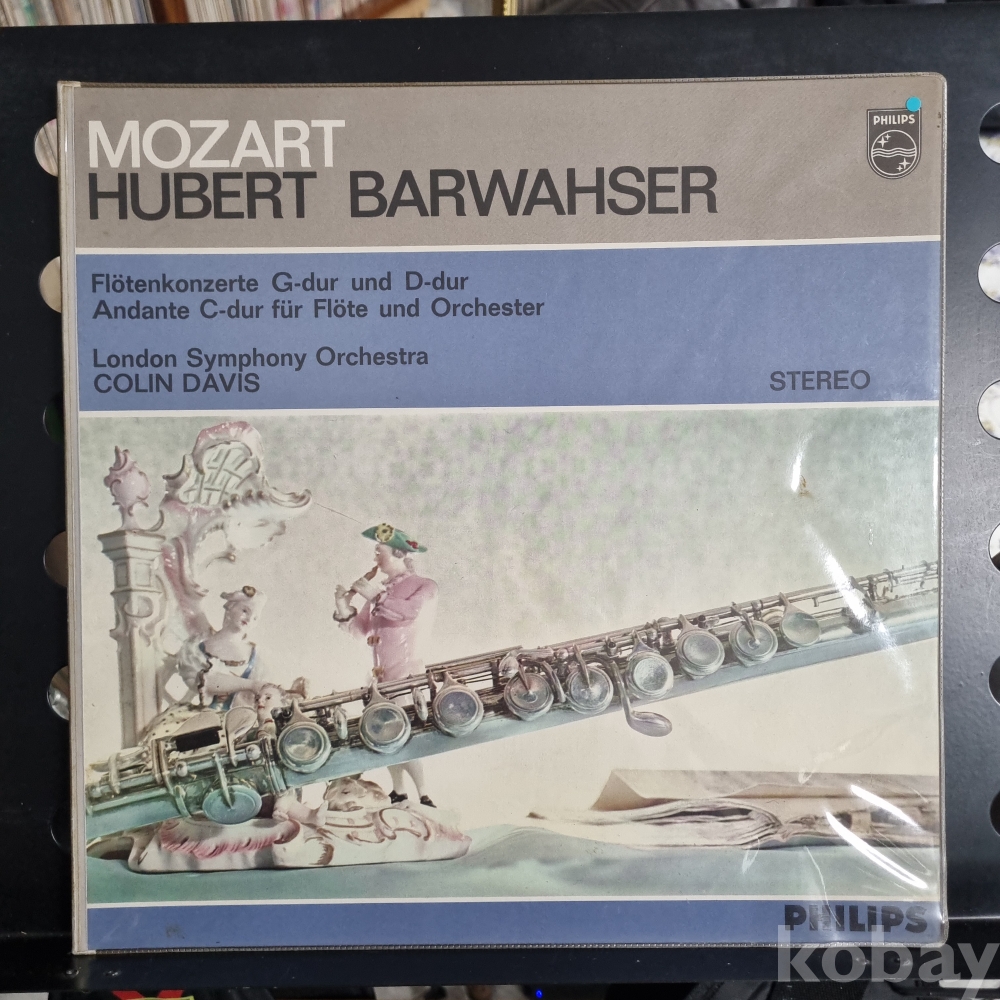 MOZART
HUBERT BARWAHSER
PHILIPS
Flötenkonzerte G-dur und D-dur
Andante C-dur für Flöte und Orchester
London Symphony Orchestra
COLIN DAVIS
STEREO
PHILIPS
kobay